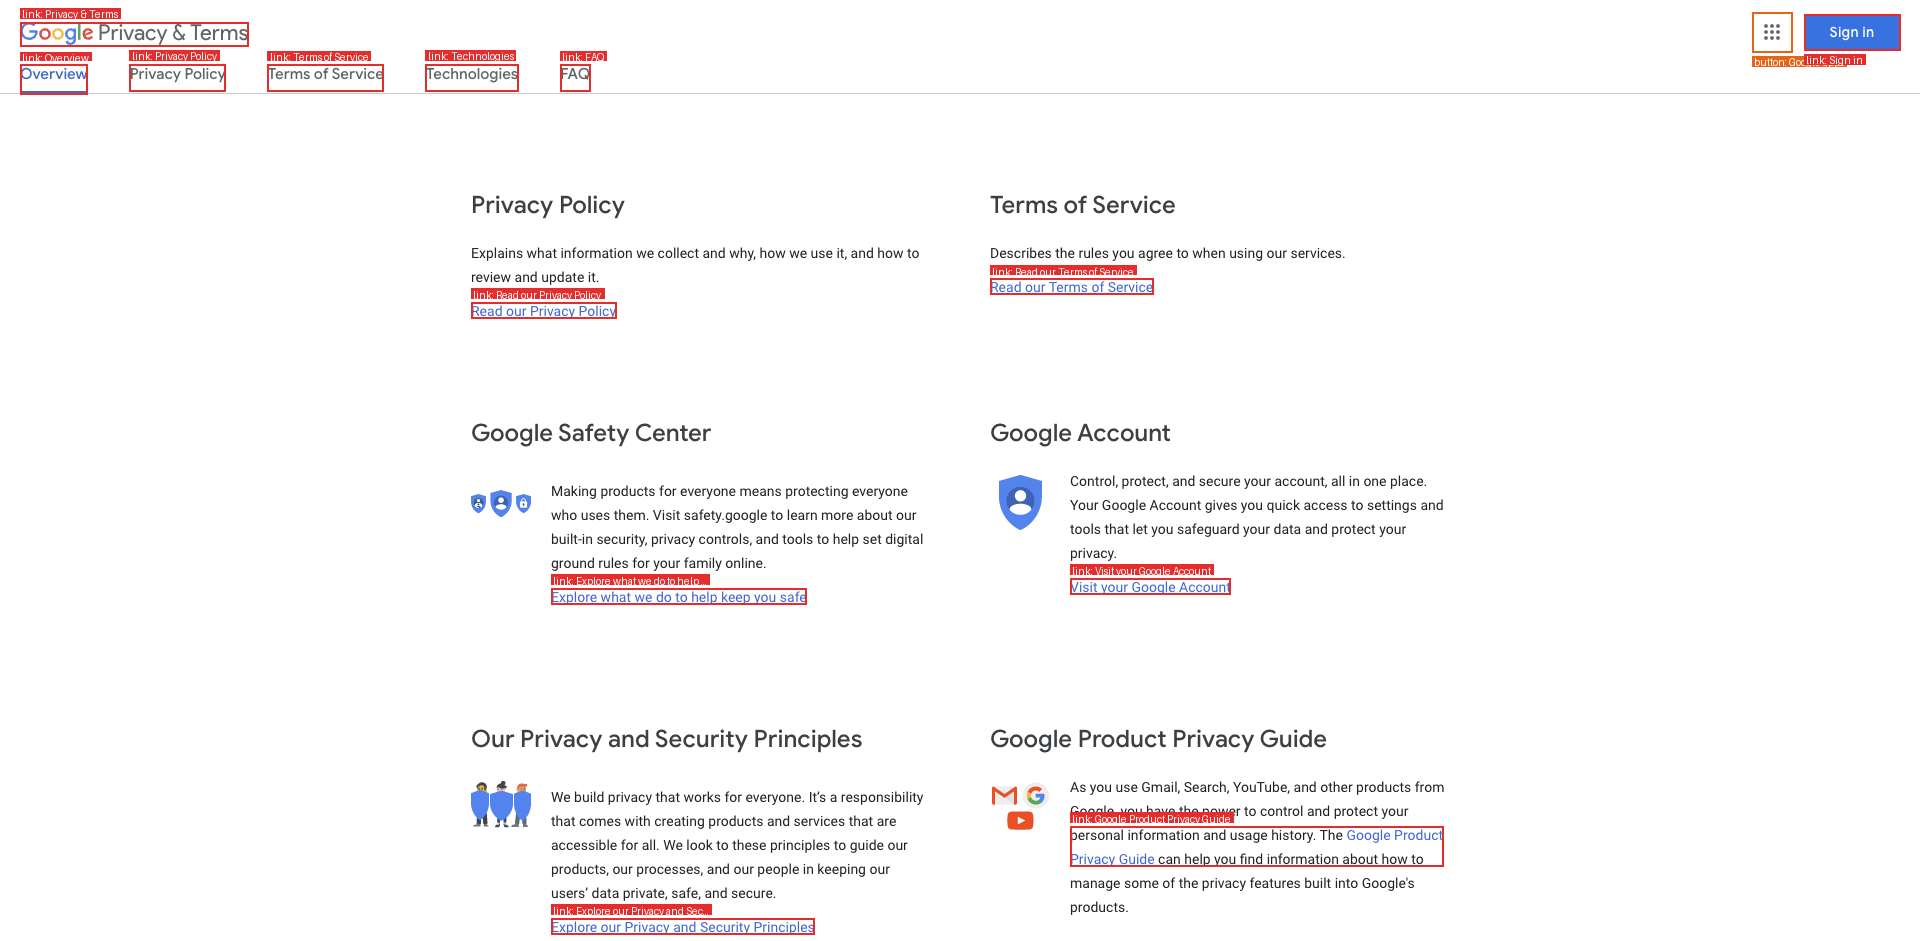 link: Privacy & Terms
Google Privacy & Terms
link: Overview
link: Privacy Policy
link: Terms of Service
link: Technologies
link: FAQ
Overview
Privacy Policy
Terms of Service
Technologies
FAQ
Sign in
button: Goo
link: Sign in
Privacy Policy
Explains what information we collect and why, how we use it, and how to
review and update it.
link: Read our Privacy Policy
Read our Privacy Policy
Terms of Service
Describes the rules you agree to when using our services.
link: Read our Terms of Service
Read our Terms of Service
Google Safety Center
Making products for everyone means protecting everyone
who uses them. Visit safety.google to learn more about our
built-in security, privacy controls, and tools to help set digital
ground rules for your family online.
link: Explore what we do to help...
Explore what we do to help keep you safe
Google Account
Control, protect, and secure your account, all in one place.
Your Google Account gives you quick access to settings and
tools that let you safeguard your data and protect your
privacy.
link: Visit your Google Account
Visit your Google Account
Our Privacy and Security Principles
We build privacy that works for everyone. It’s a responsibility
that comes with creating products and services that are
accessible for all. We look to these principles to guide our
products, our processes, and our people in keeping our
users’ data private, safe, and secure.
link: Explore our Privacy and Sec...
Explore our Privacy and Security Principles
Google Product Privacy Guide
As you use Gmail, Search, YouTube, and other products from
Google, you have the power to control and protect your
link: Google Product Privacy Guide
personal information and usage history. The Google Product
Privacy Guide can help you find information about how to
manage some of the privacy features built into Google's
products.